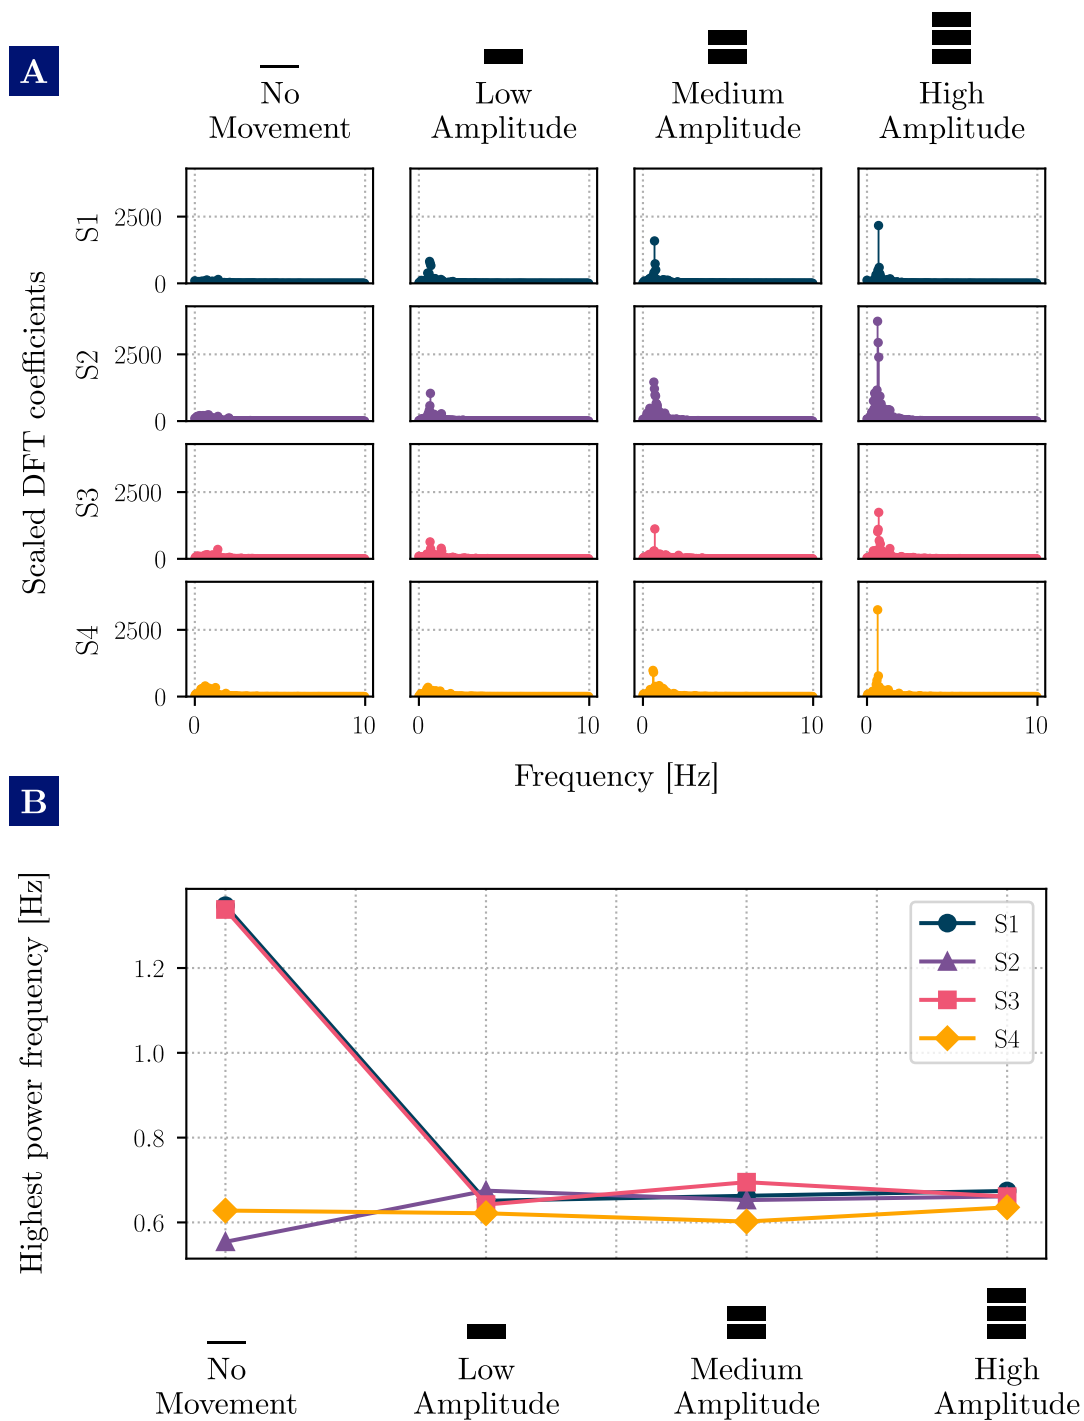 A
No
Movement
Low
Amplitude
Medium
Amplitude
High
Amplitude
Scaled DFT coefficients
S1
2500
0
S2
2500
0
S3
2500
0
S4
2500
0
0 10 0 10 0 10 0 10
Frequency [Hz]
B
Highest power frequency [Hz]
1.2
1.0
0.8
0.6
S1
S2
S3
S4
No
Movement
Low
Amplitude
Medium
Amplitude
High
Amplitude